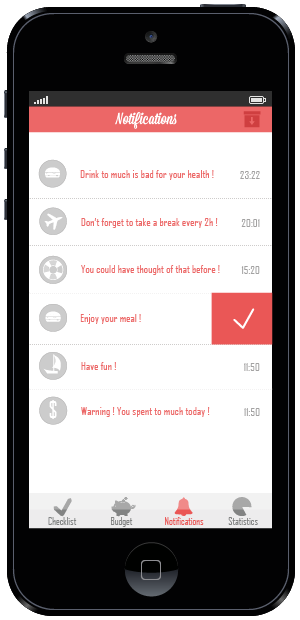 Notifications
Drink to much is bad for your health ! 23:22
Don't forget to take a break every 2h ! 20:01
You could have thought of that before ! 15:20
Enjoy your meal !
Have fun ! 11:50
Warning ! You spent to much today ! 11:50
Checklist Budget Notifications Statistics